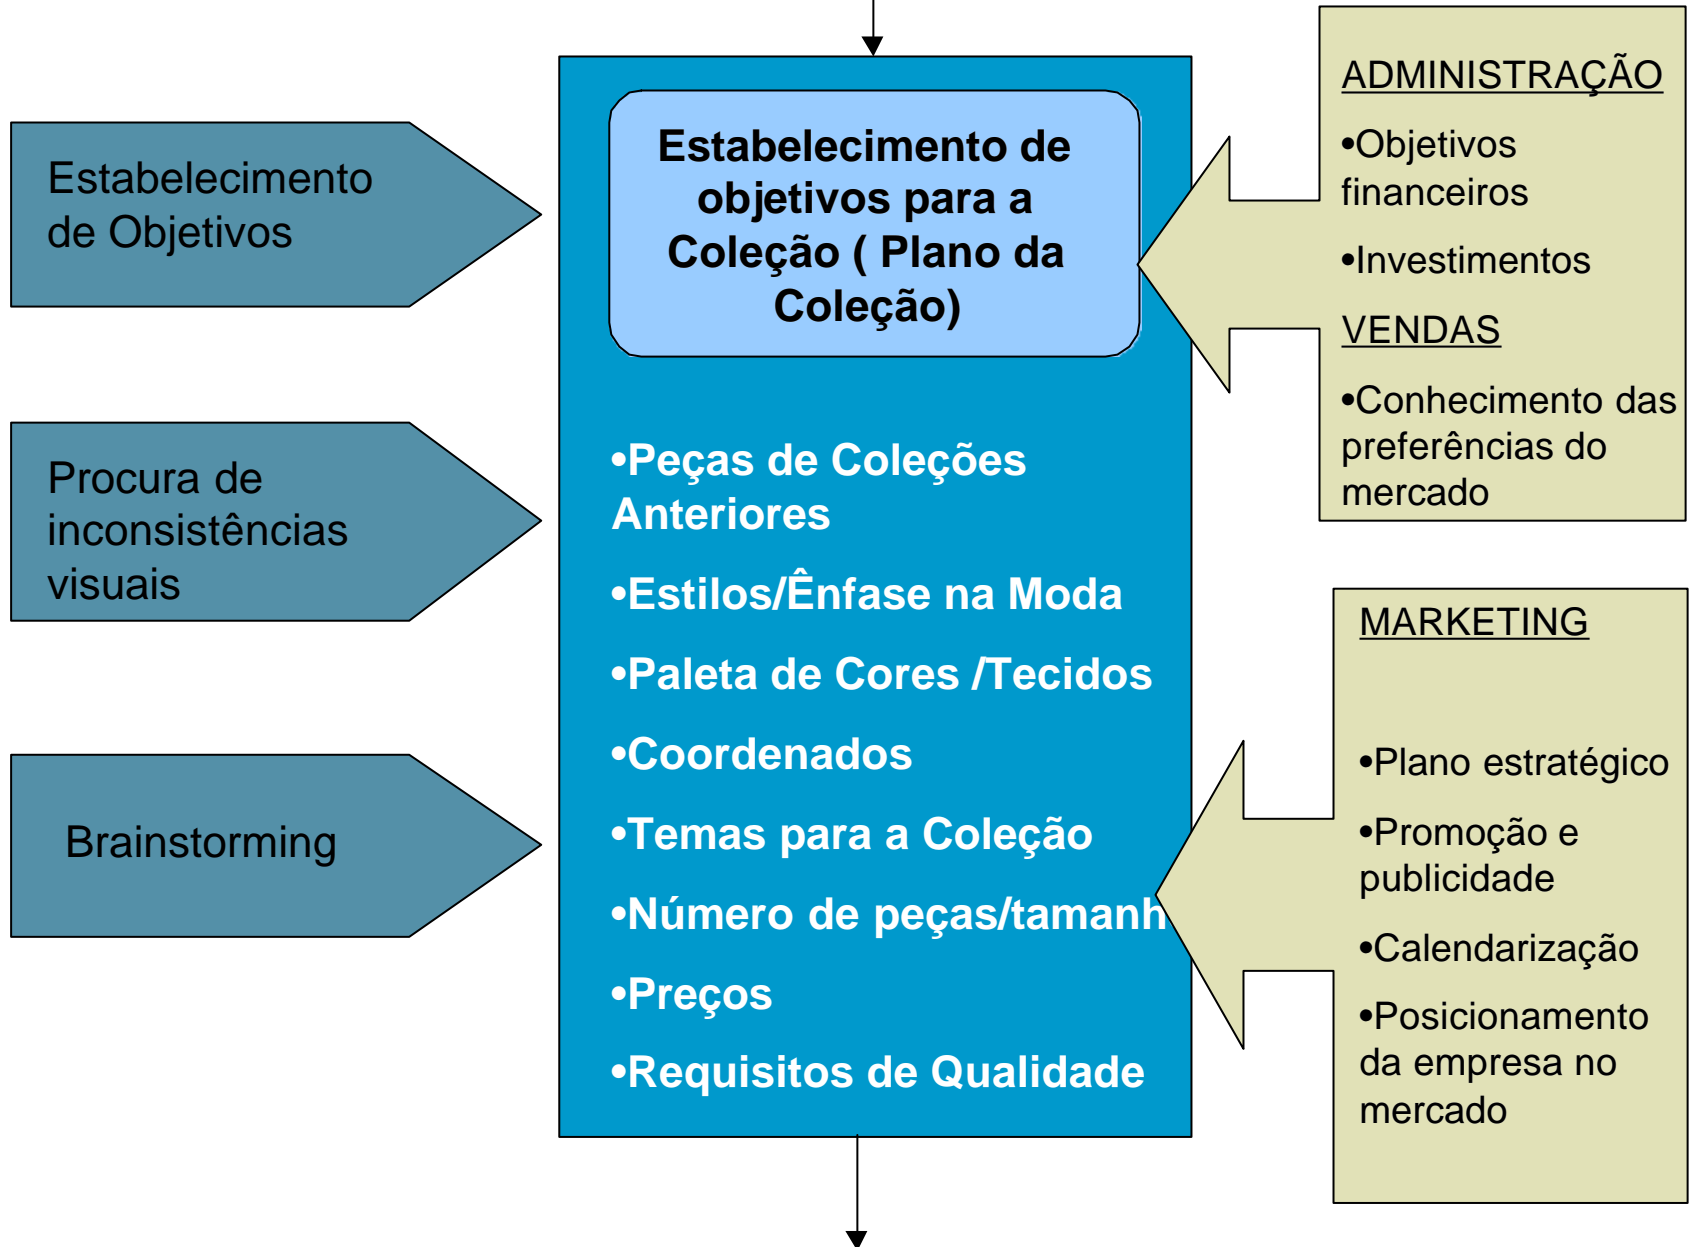 Estabelecimento
de Objetivos
Procura de
inconsistências
visuais
Brainstorming
Estabelecimento de
objetivos para a
Coleção ( Plano da
Coleção)
•Peças de Coleções
Anteriores
•Estilos/Ênfase na Moda
•Paleta de Cores /Tecidos
•Coordenados
•Temas para a Coleção
•Número de peças/tamanh
•Preços
•Requisitos de Qualidade
ADMINISTRAÇÃO
•Objetivos
financeiros
•Investimentos
VENDAS
•Conhecimento das
preferências do
mercado
MARKETING
•Plano estratégico
•Promoção e
publicidade
•Calendarização
•Posicionamento
da empresa no
mercado